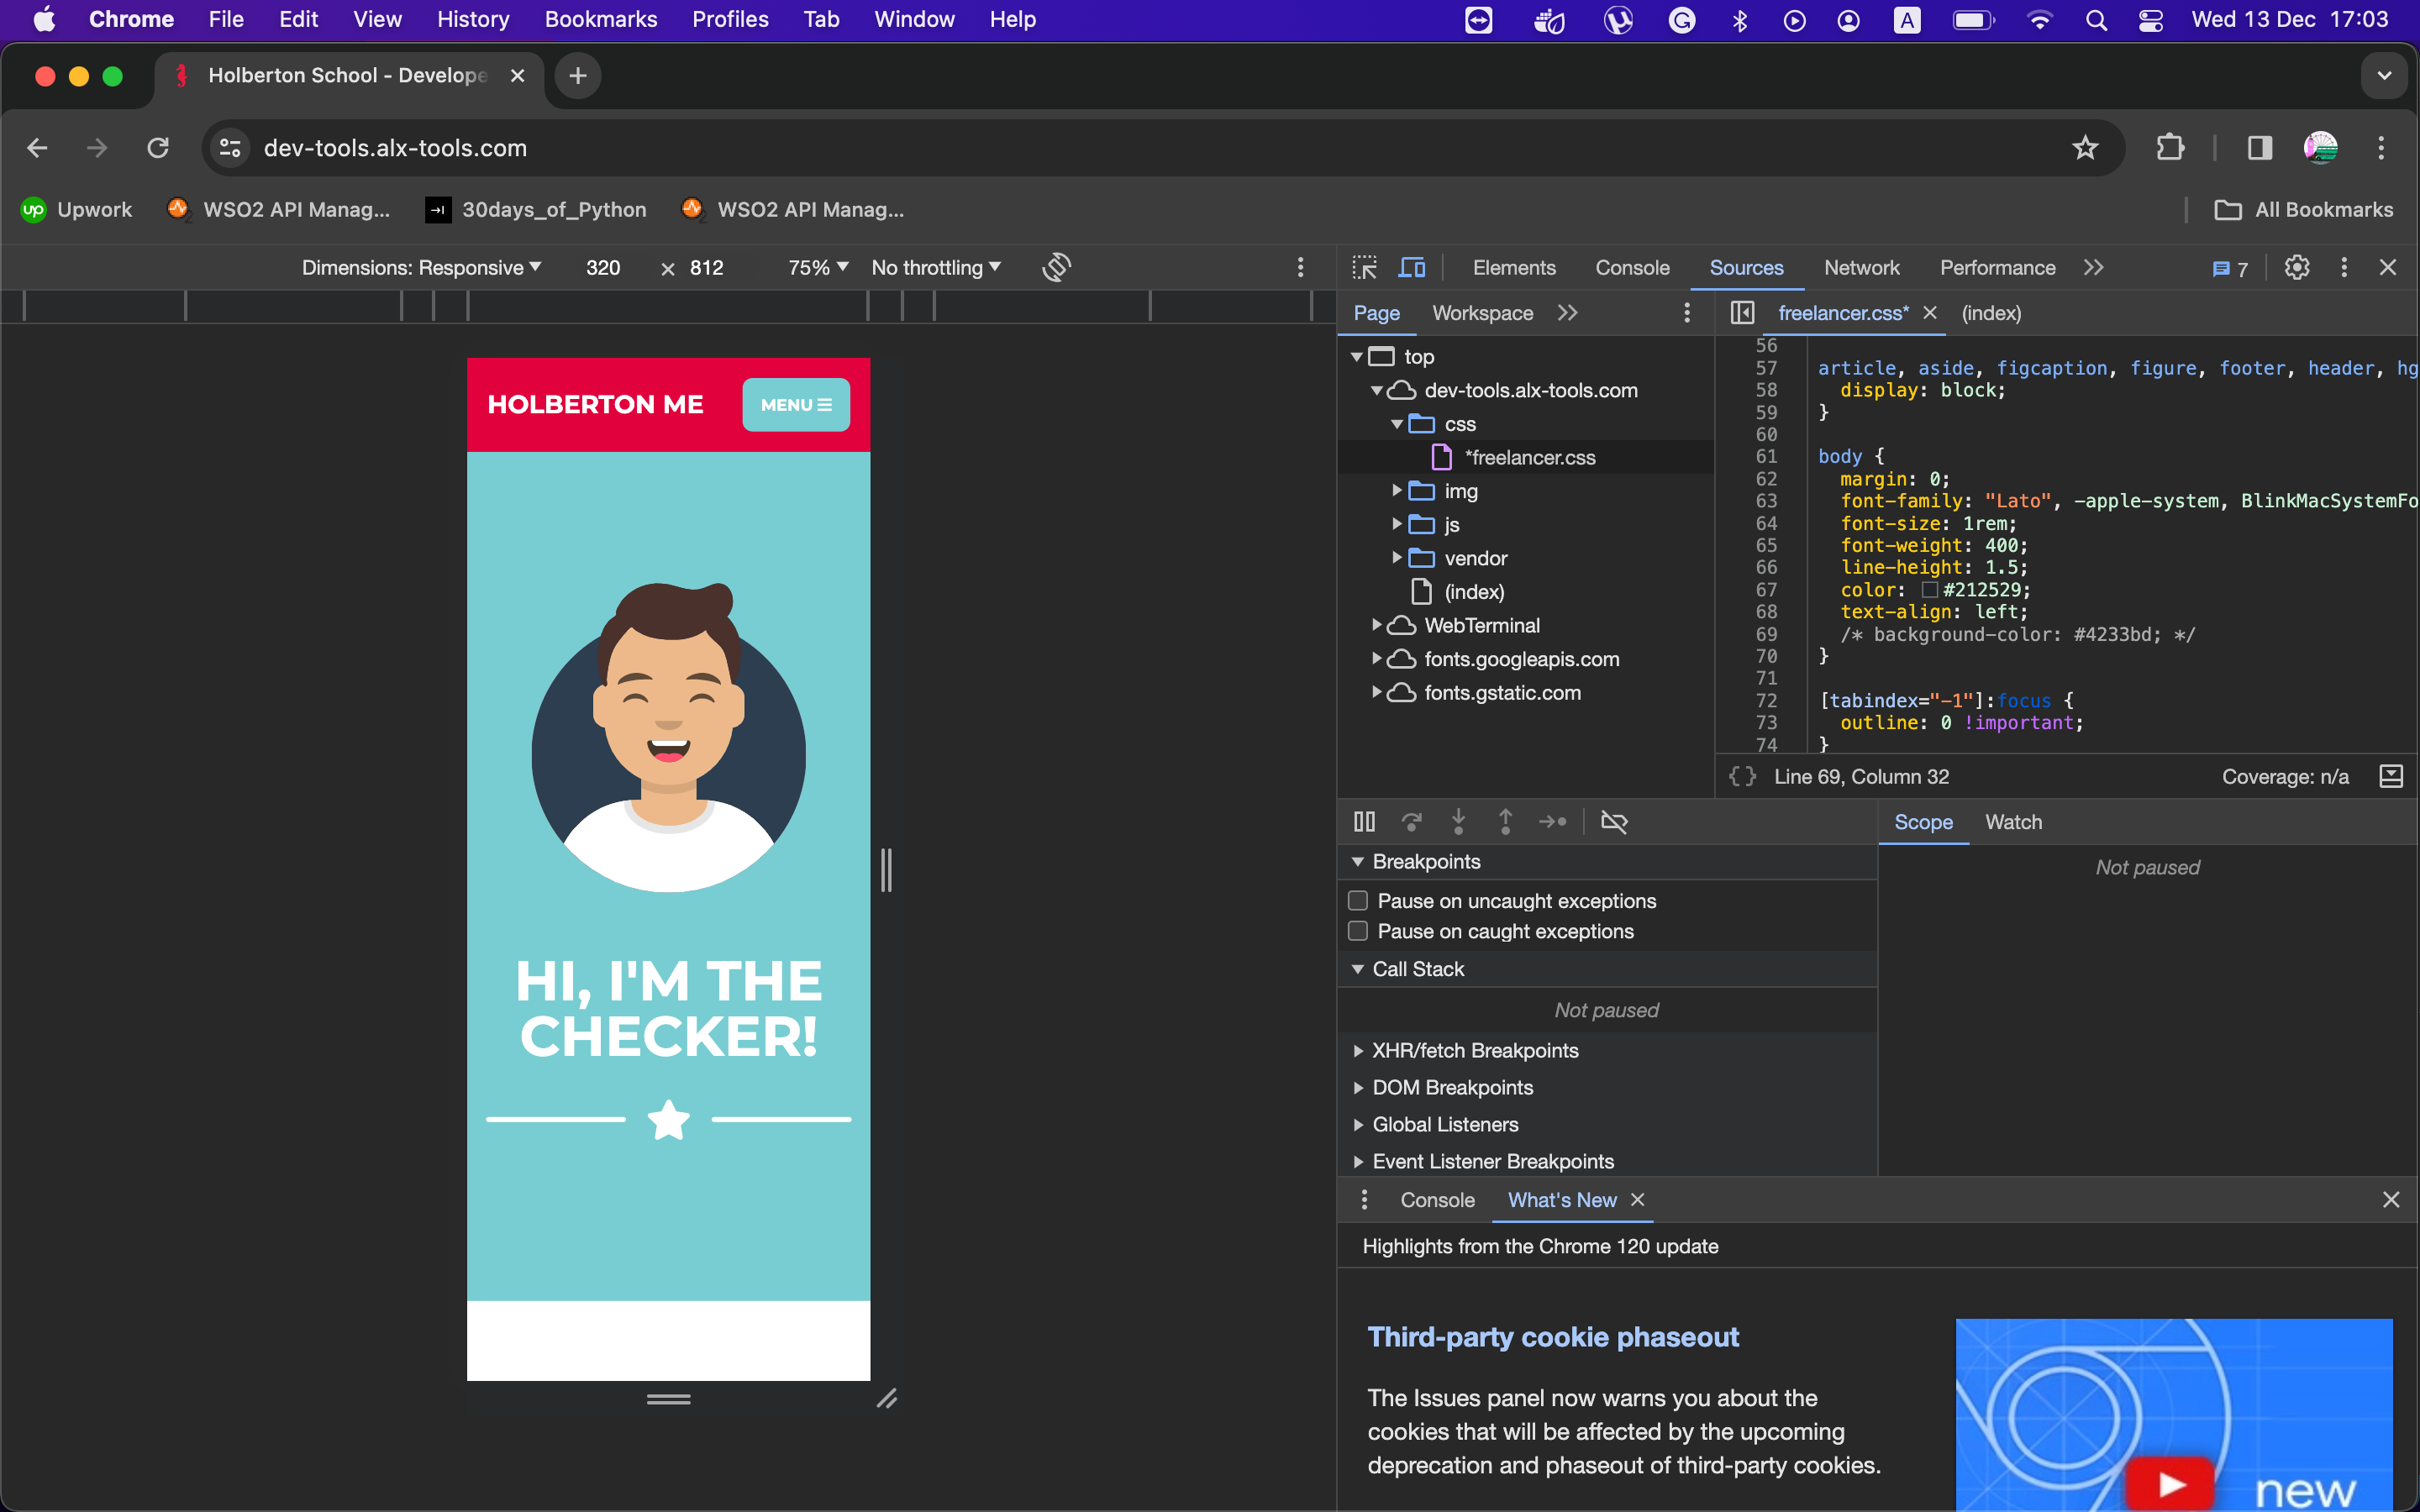 Chrome File Edit View History Bookmarks Profiles Tab Window Help A Wed 13 Dec 17:03
Holberton School - Develope
dev-tools.alx-tools.com
up Upwork WSO2 API Manag... 30days_of_Python WSO2 API Manag... All Bookmarks
Dimensions: Responsive 320 × 812 75% No throttling
Elements Console Sources Network Performance 7
Page Workspace
freelancer.css* (index)
top
dev-tools.alx-tools.com
css
*freelancer.css
img
js
vendor
(index)
WebTerminal
fonts.googleapis.com
fonts.gstatic.com
56
57 article, aside, figcaption, figure, footer, header, hg
58 display: block;
59 }
60
61 body {
62 margin: 0;
63 font-family: "Lato", -apple-system, BlinkMacSystemFo
64 font-size: 1rem;
65 font-weight: 400;
66 line-height: 1.5;
67 color: #212529;
68 text-align: left;
69 /* background-color: #4233bd; */
70 }
71
72 [tabindex="-1"]:focus {
73 outline: 0 !important;
74 }
{} Line 69, Column 32 Coverage: n/a
HOLBERTON ME
MENU
HI, I'M THE
CHECKER!
Scope Watch
Not paused
Breakpoints
Pause on uncaught exceptions
Pause on caught exceptions
Call Stack
Not paused
XHR/fetch Breakpoints
DOM Breakpoints
Global Listeners
Event Listener Breakpoints
Console What's New
Highlights from the Chrome 120 update
Third-party cookie phaseout
The Issues panel now warns you about the
cookies that will be affected by the upcoming
deprecation and phaseout of third-party cookies.
new